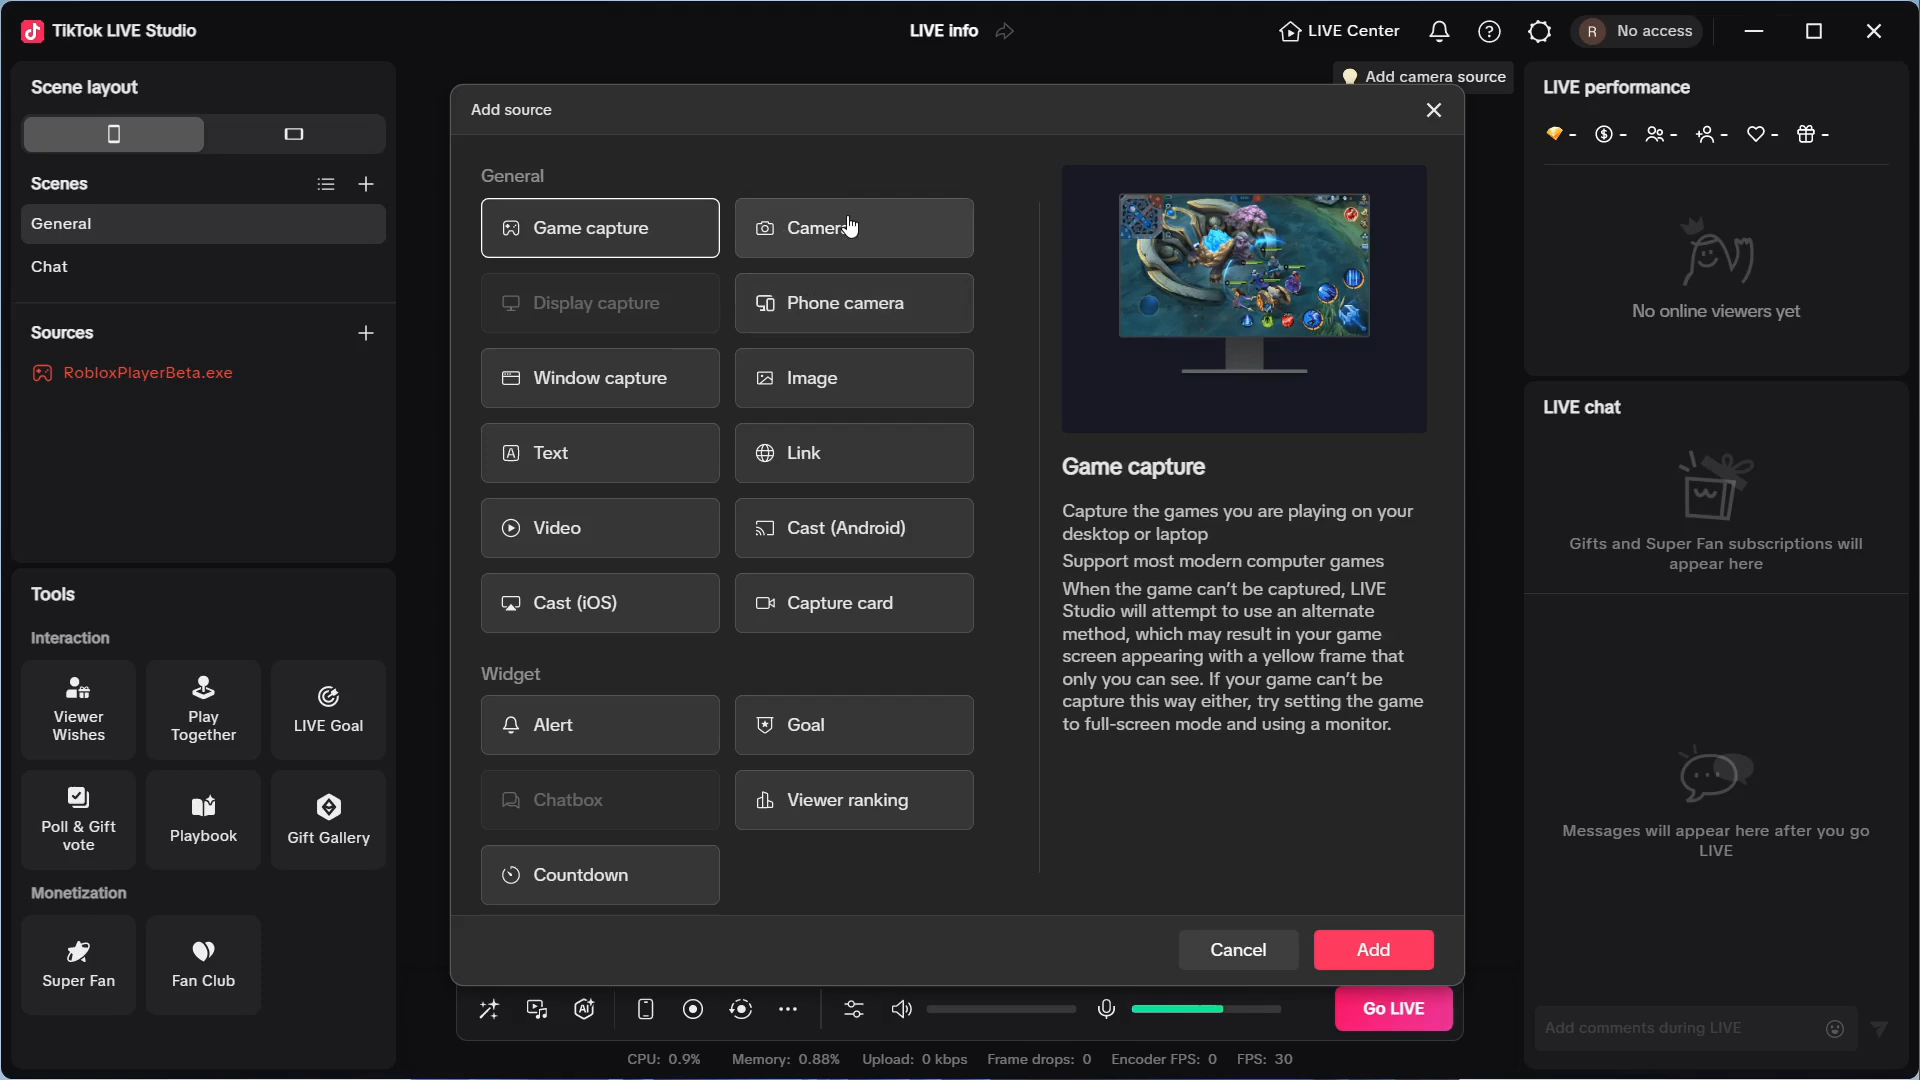 TikTok LIVE Studio
LIVE info
LIVE Center
R No access
Scene layout
Scenes
General
Chat
Sources
RobloxPlayerBeta.exe
Tools
Interaction
Viewer
Wishes
Play
Together
LIVE Goal
Poll & Gift
vote
Playbook
Gift Gallery
Monetization
Super Fan
Fan Club
Add camera source
Add source
General
Game capture
Camer
Display capture
Phone camera
Window capture
Image
Text
Link
Video
Cast (Android)
Cast (iOS)
Capture card
Widget
Alert
Goal
Chatbox
Viewer ranking
Countdown
Game capture
Capture the games you are playing on your
desktop or laptop
Support most modern computer games
When the game can't be captured, LIVE
Studio will attempt to use an alternate
method, which may result in your game
screen appearing with a yellow frame that
only you can see. If your game can't be
capture this way either, try setting the game
to full-screen mode and using a monitor.
Cancel
Add
Go LIVE
CPU: 0.9% Memory: 0.88% Upload: 0 kbps Frame drops: 0 Encoder FPS: 0 FPS: 30
LIVE performance
- - - - - -
No online viewers yet
LIVE chat
Gifts and Super Fan subscriptions will
appear here
Messages will appear here after you go
LIVE
Add comments during LIVE